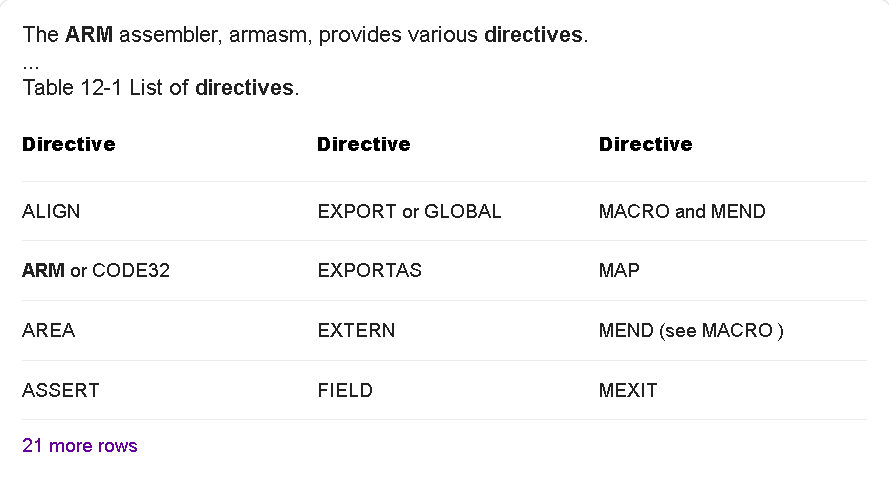 The ARM assembler, armasm, provides various directives.
...
Table 12-1 List of directives.
Directive Directive Directive
ALIGN EXPORT or GLOBAL MACRO and MEND
ARM or CODE32 EXPORTAS MAP
AREA EXTERN MEND (see MACRO )
ASSERT FIELD MEXIT
21 more rows